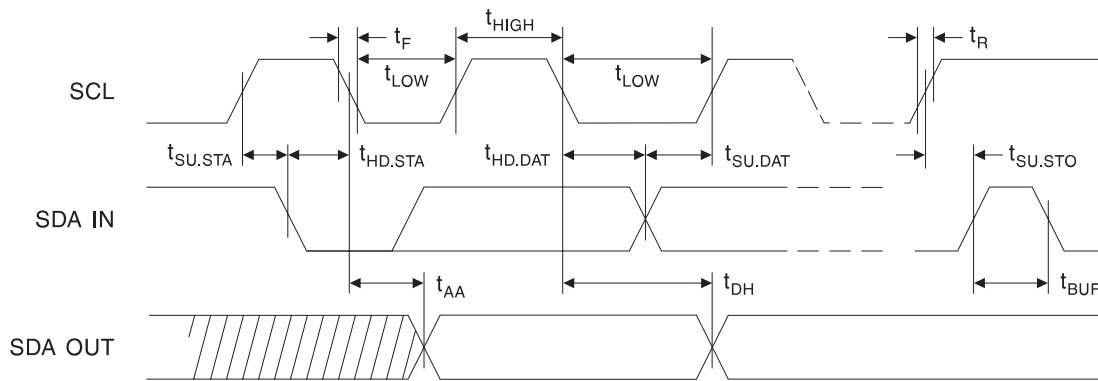 t_F
t_HIGH
t_R
SCL
t_LOW
t_LOW
t_SU.STA
t_HD.STA
t_HD.DAT
t_SU.DAT
t_SU.STO
SDA IN
t_AA
t_DH
t_BUF
SDA OUT